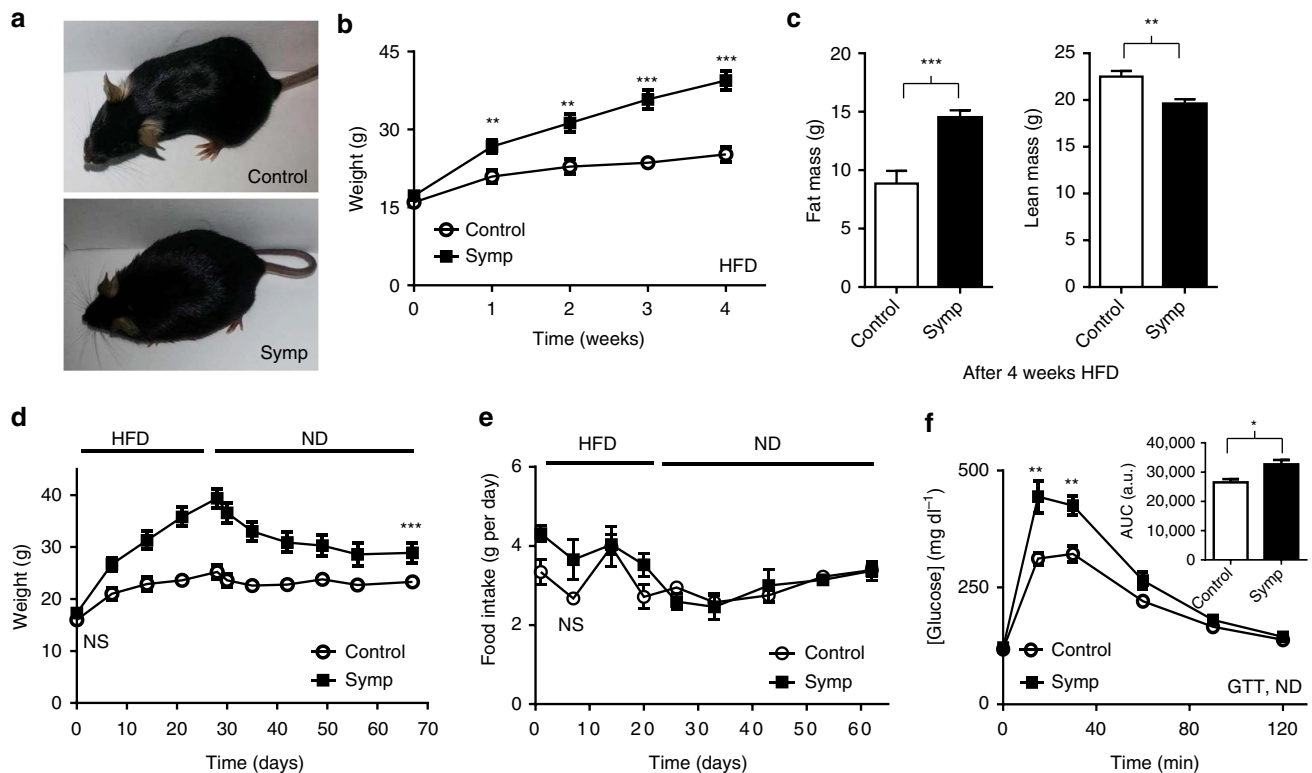 a
Control
Symp
b
Weight (g)
45
30
15
0
** ** *** ***
Control
Symp
HFD
0 1 2 3 4
Time (weeks)
c
Fat mass (g)
20
15
10
5
0
***
Control Symp
Lean mass (g)
25
20
15
10
5
0
**
Control Symp
After 4 weeks HFD
d
HFD ND
Weight (g)
40
30
20
10
0
***
NS
Control
Symp
0 10 20 30 40 50 60 70
Time (days)
e
HFD ND
Food intake (g per day)
6
4
2
0
NS
Control
Symp
0 10 20 30 40 50 60
Time (days)
f
[Glucose] (mg dl⁻¹)
500
250
0
** **
Control
Symp
GTT, ND
0 40 80 120
Time (min)
AUC (a.u.)
40,000
30,000
20,000
10,000
0
*
Control Symp